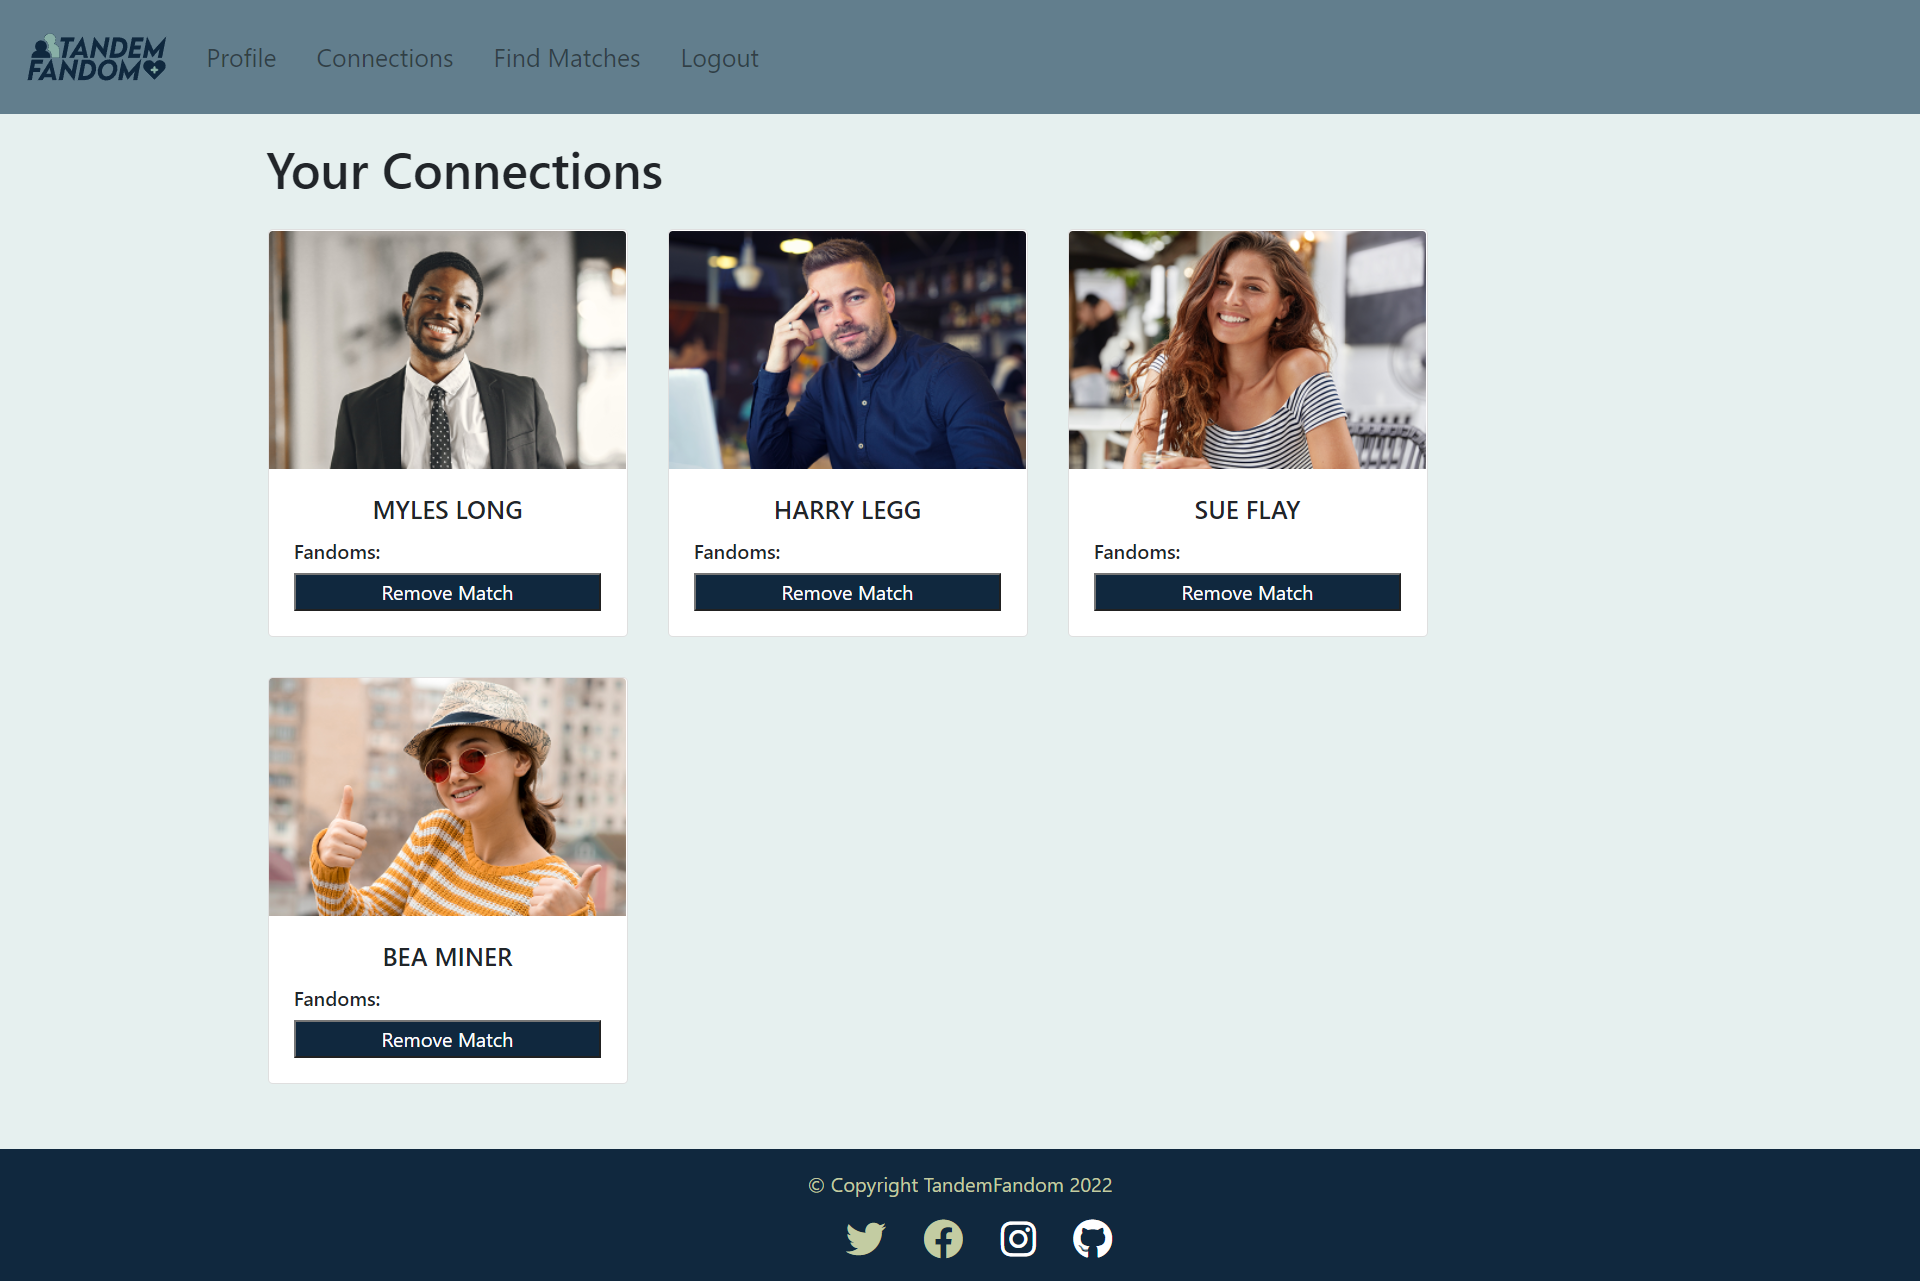 TANDEM
FANDOM
Profile Connections Find Matches Logout
Your Connections
MYLES LONG
Fandoms:
Remove Match
HARRY LEGG
Fandoms:
Remove Match
SUE FLAY
Fandoms:
Remove Match
BEA MINER
Fandoms:
Remove Match
© Copyright TandemFandom 2022